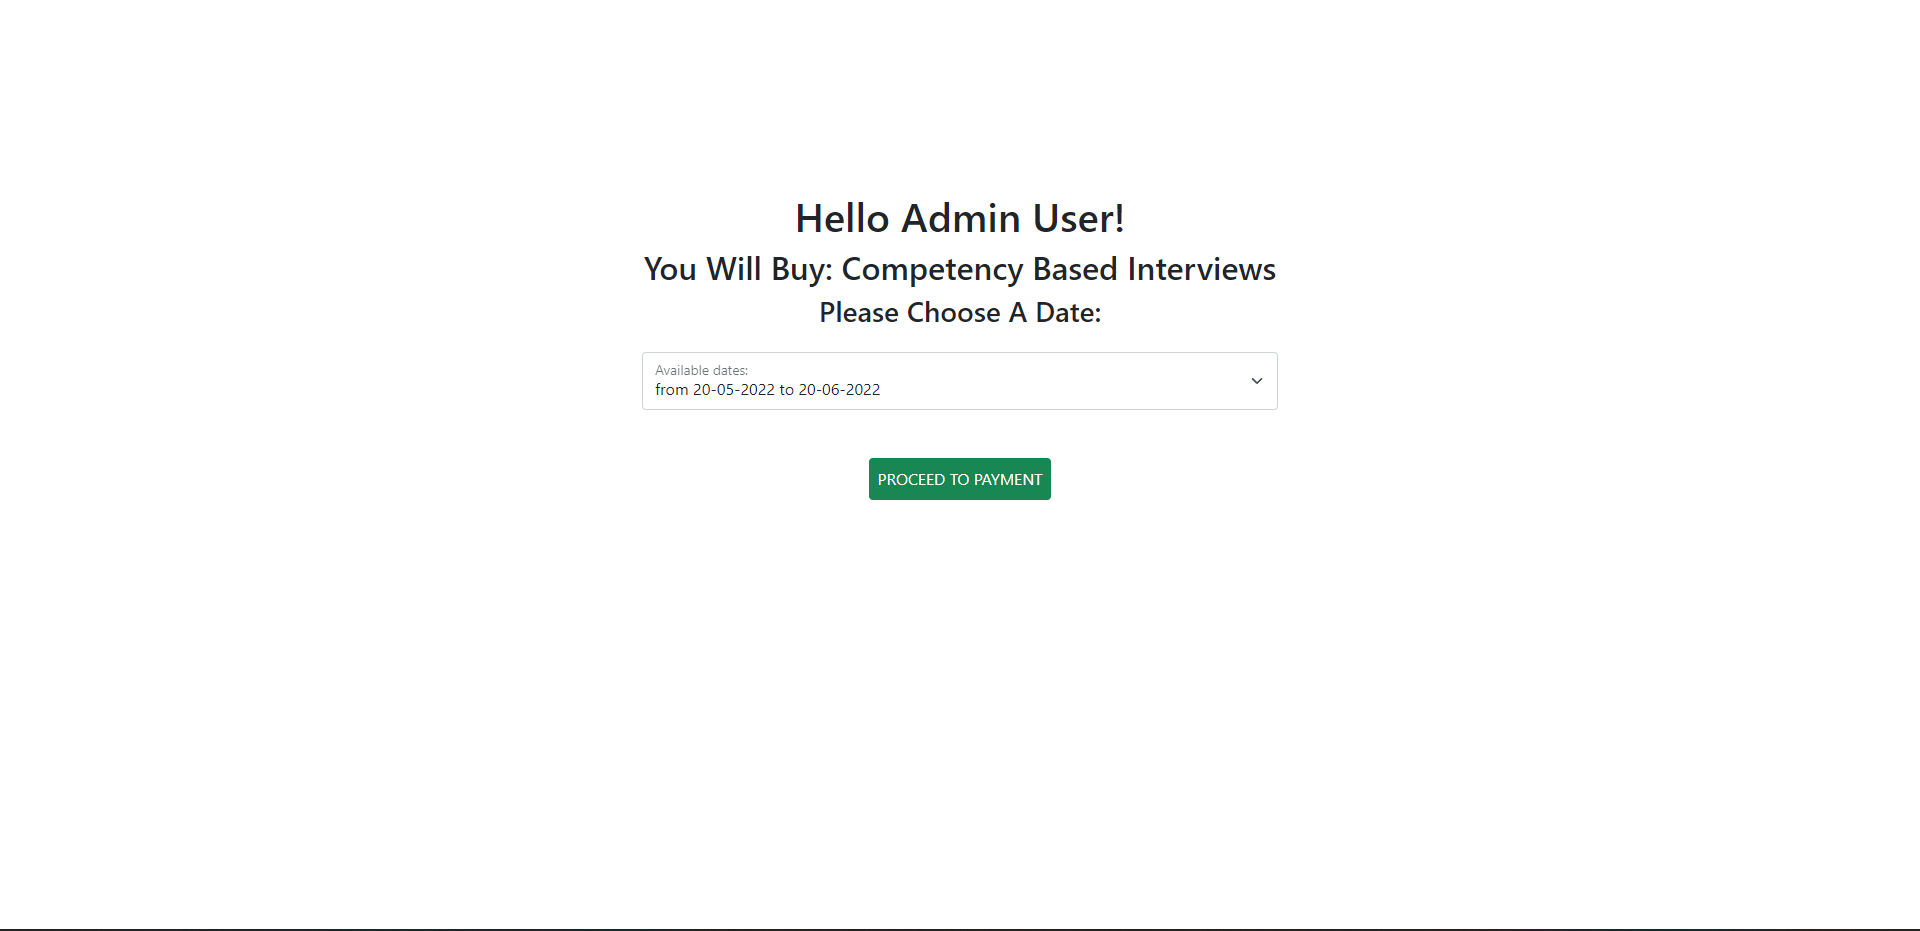 Hello Admin User!
You Will Buy: Competency Based Interviews
Please Choose A Date:
Available dates:
from 20-05-2022 to 20-06-2022
PROCEED TO PAYMENT